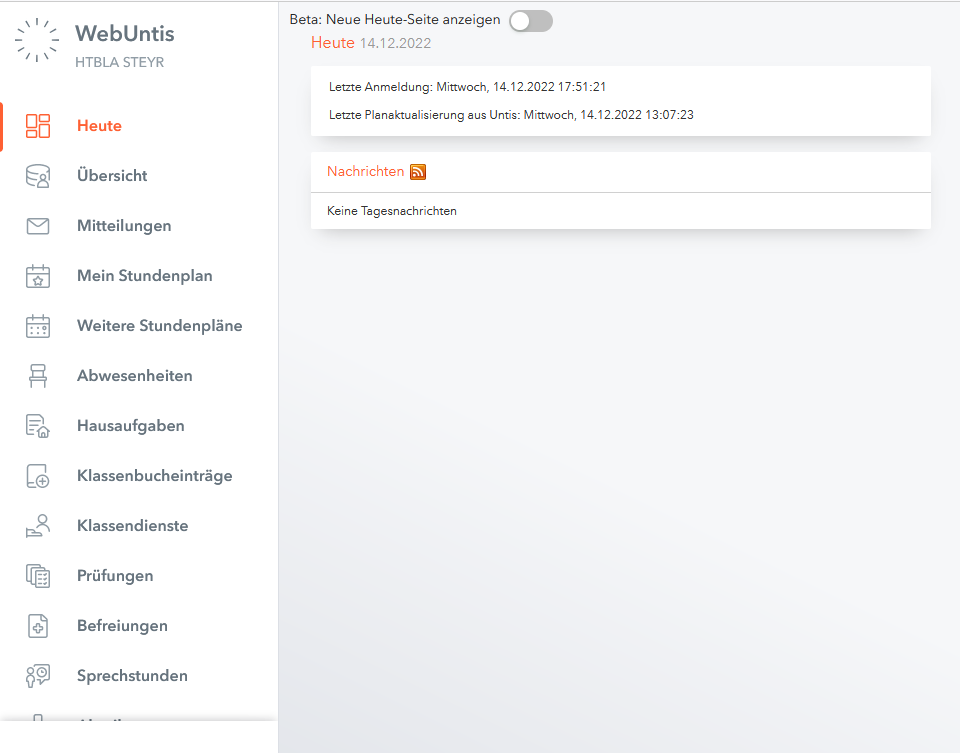 WebUntis
HTBLA STEYR
Heute
Übersicht
Mitteilungen
Mein Stundenplan
Weitere Stundenpläne
Abwesenheiten
Hausaufgaben
Klassenbucheinträge
Klassendienste
Prüfungen
Befreiungen
Sprechstunden
Beta: Neue Heute-Seite anzeigen
Heute 14.12.2022
Letzte Anmeldung: Mittwoch, 14.12.2022 17:51:21
Letzte Planaktualisierung aus Untis: Mittwoch, 14.12.2022 13:07:23
Nachrichten
Keine Tagesnachrichten